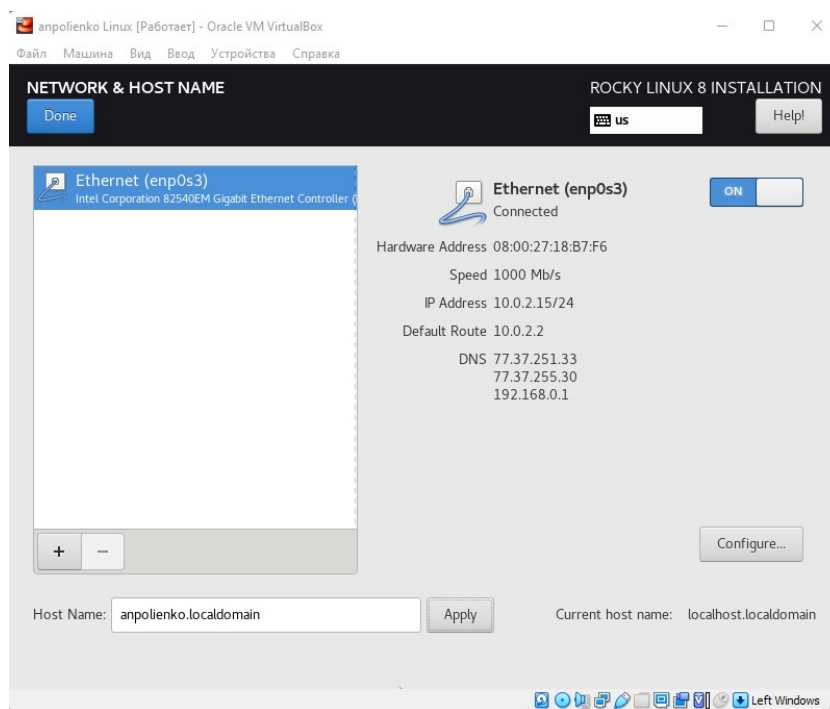 anpolienko Linux [Работает] - Oracle VM VirtualBox
Файл Машина Вид Ввод Устройства Справка
NETWORK & HOST NAME
ROCKY LINUX 8 INSTALLATION
Done
us
Help!
Ethernet (enp0s3)
Intel Corporation 82540EM Gigabit Ethernet Controller (
Ethernet (enp0s3)
Connected
ON
Hardware Address 08:00:27:18:B7:F6
Speed 1000 Mb/s
IP Address 10.0.2.15/24
Default Route 10.0.2.2
DNS 77.37.251.33
77.37.255.30
192.168.0.1
+ −
Configure...
Host Name: anpolienko.localdomain Apply Current host name: localhost.localdomain
Left Windows